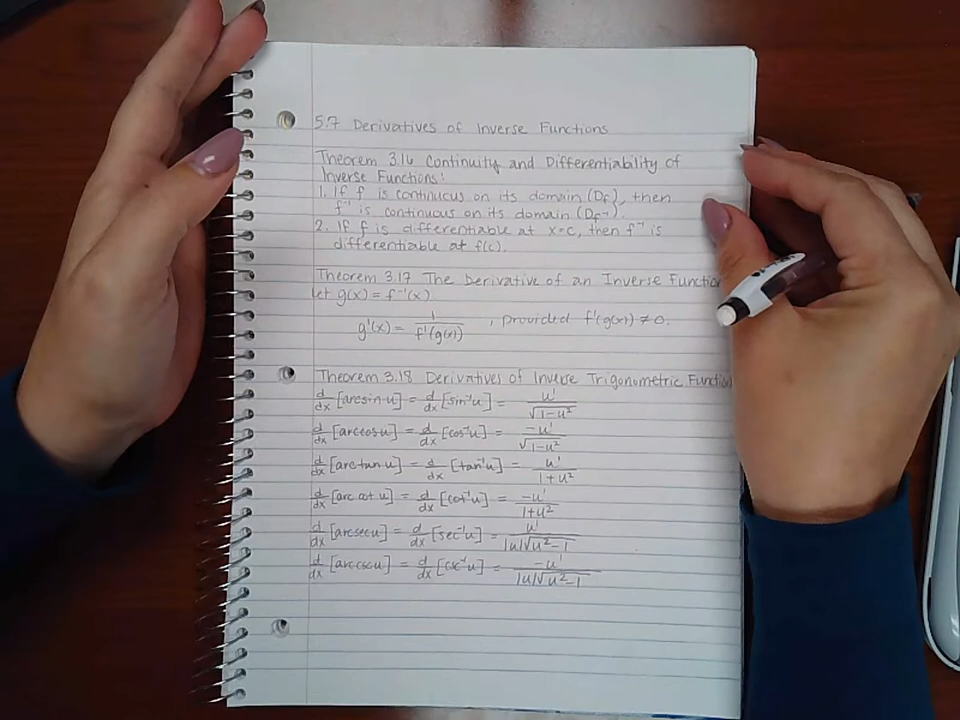 5.7 Derivatives of Inverse Functions
Theorem 3.16 Continuity and Differentiability of
Inverse Functions:
1. If f is continuous on its domain (D_f), then
f⁻¹ is continuous on its domain (D_f⁻¹).
2. If f is differentiable at x=c, then f⁻¹ is
differentiable at f(c).
Theorem 3.17 The Derivative of an Inverse Function
Let g(x) = f⁻¹(x)
g'(x) = 1/f'(g(x)) , provided f'(g(x)) ≠ 0.
Theorem 3.18 Derivatives of Inverse Trigonometric Function
d/dx [arcsin u] = d/dx [sin⁻¹u] = u'/√(1-u²)
d/dx [arccos u] = d/dx [cos⁻¹u] = -u'/√(1-u²)
d/dx [arctan u] = d/dx [tan⁻¹u] = u'/(1+u²)
d/dx [arc cot u] = d/dx [cot⁻¹u] = -u'/(1+u²)
d/dx [arcsec u] = d/dx [sec⁻¹u] = u'/(|u|√(u²-1))
d/dx [arccsc u] = d/dx [csc⁻¹u] = -u'/(|u|√(u²-1))